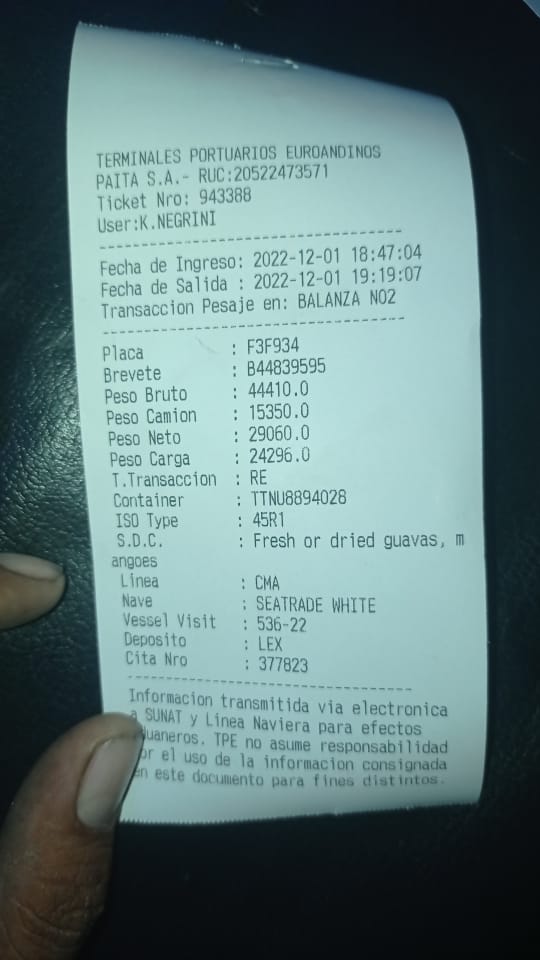 TERMINALES PORTUARIOS EUROANDINOS
PAITA S.A.- RUC:20522473571
Ticket Nro: 943388
User:K.NEGRINI
--------------------------------
Fecha de Ingreso: 2022-12-01 18:47:04
Fecha de Salida : 2022-12-01 19:19:07
Transaccion Pesaje en: BALANZA NO2
--------------------------------
Placa : F3F934
Brevete : B44839595
Peso Bruto : 44410.0
Peso Camion : 15350.0
Peso Neto : 29060.0
Peso Carga : 24296.0
T.Transaccion : RE
Container : TTNU8894028
ISO Type : 45R1
S.D.C. : Fresh or dried guavas, m
angoes
Linea : CMA
Nave : SEATRADE WHITE
Vessel Visit : 536-22
Deposito : LEX
Cita Nro : 377823
--------------------------------
Informacion transmitida via electronica
a SUNAT y Linea Naviera para efectos
duaneros. TPE no asume responsabilidad
or el uso de la informacion consignada
en este documento para fines distintos.